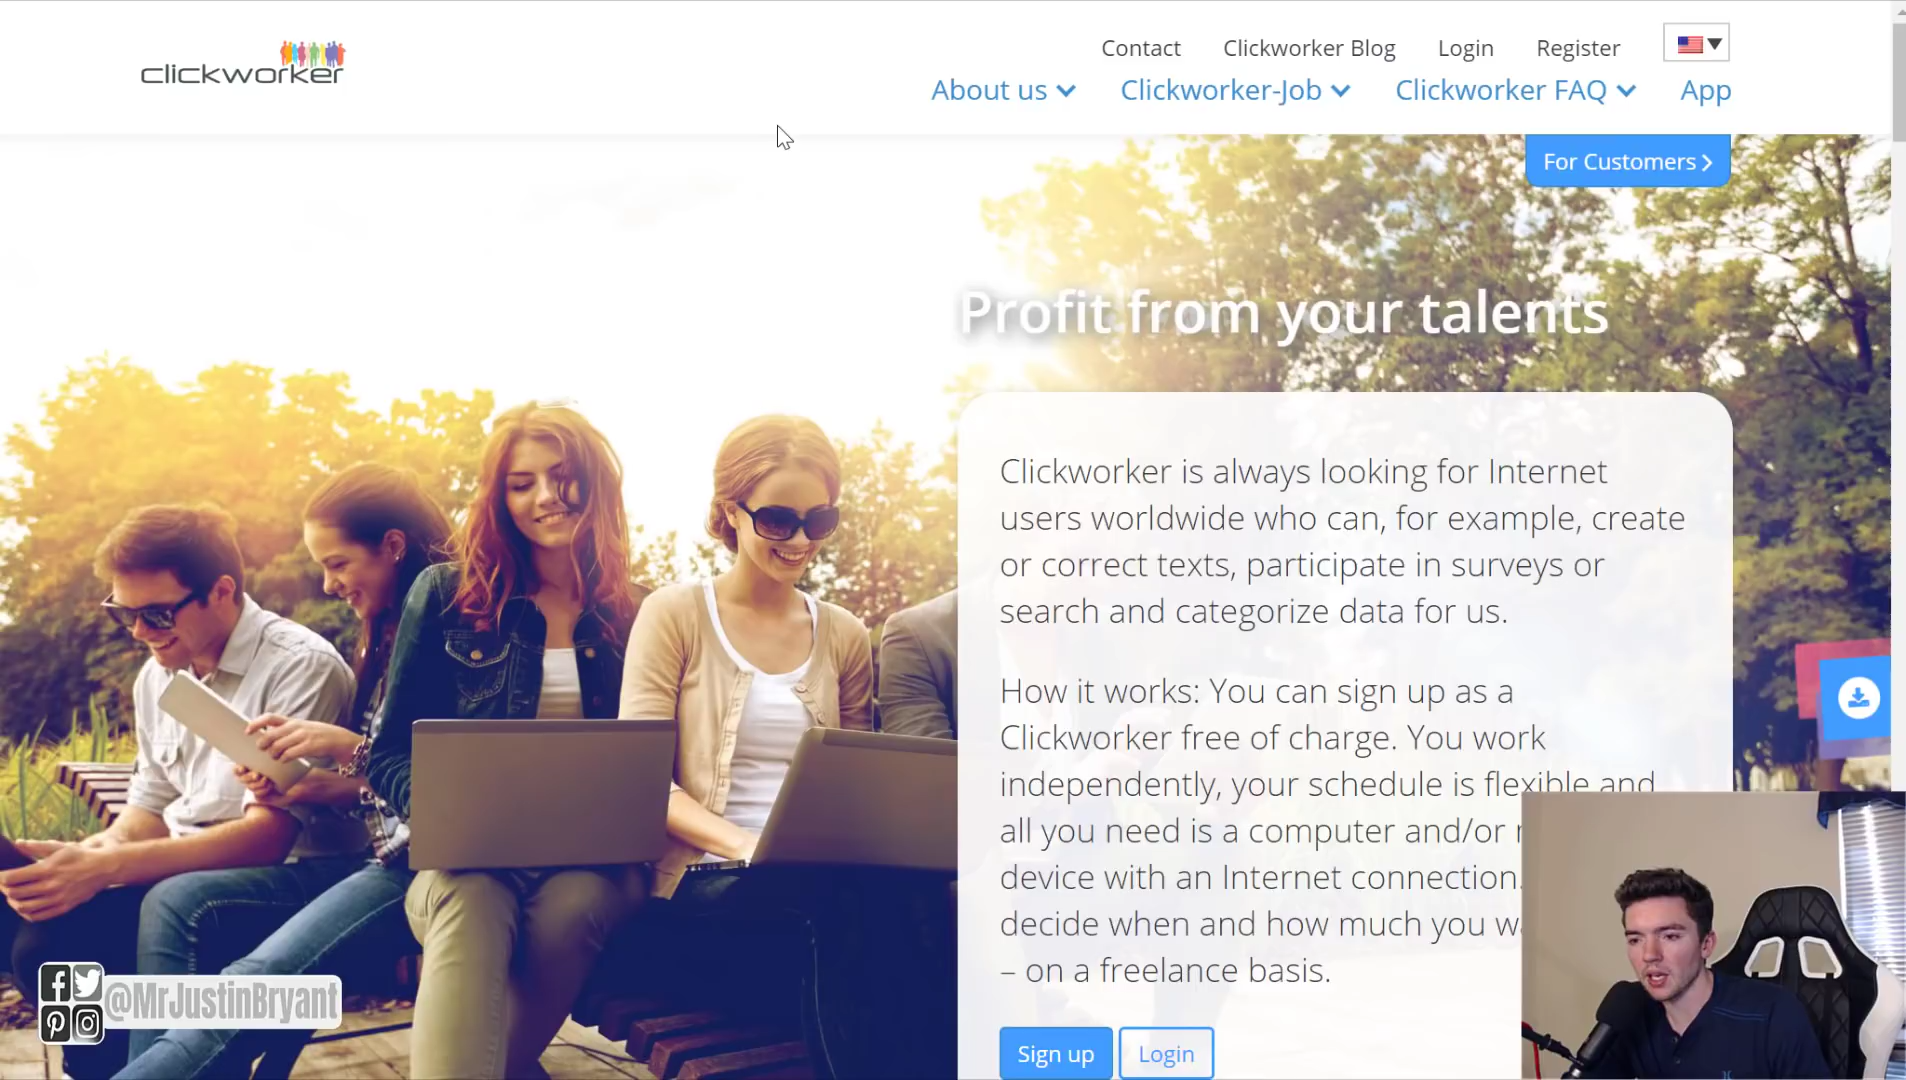 clickworker
Contact Clickworker Blog Login Register
About us Clickworker-Job Clickworker FAQ App
For Customers
Profit from your talents
Clickworker is always looking for Internet
users worldwide who can, for example, create
or correct texts, participate in surveys or
search and categorize data for us.
How it works: You can sign up as a
Clickworker free of charge. You work
independently, your schedule is flexible and
all you need is a computer and/or
device with an Internet connection.
decide when and how much you
– on a freelance basis.
Sign up Login
@MrJustinBryant